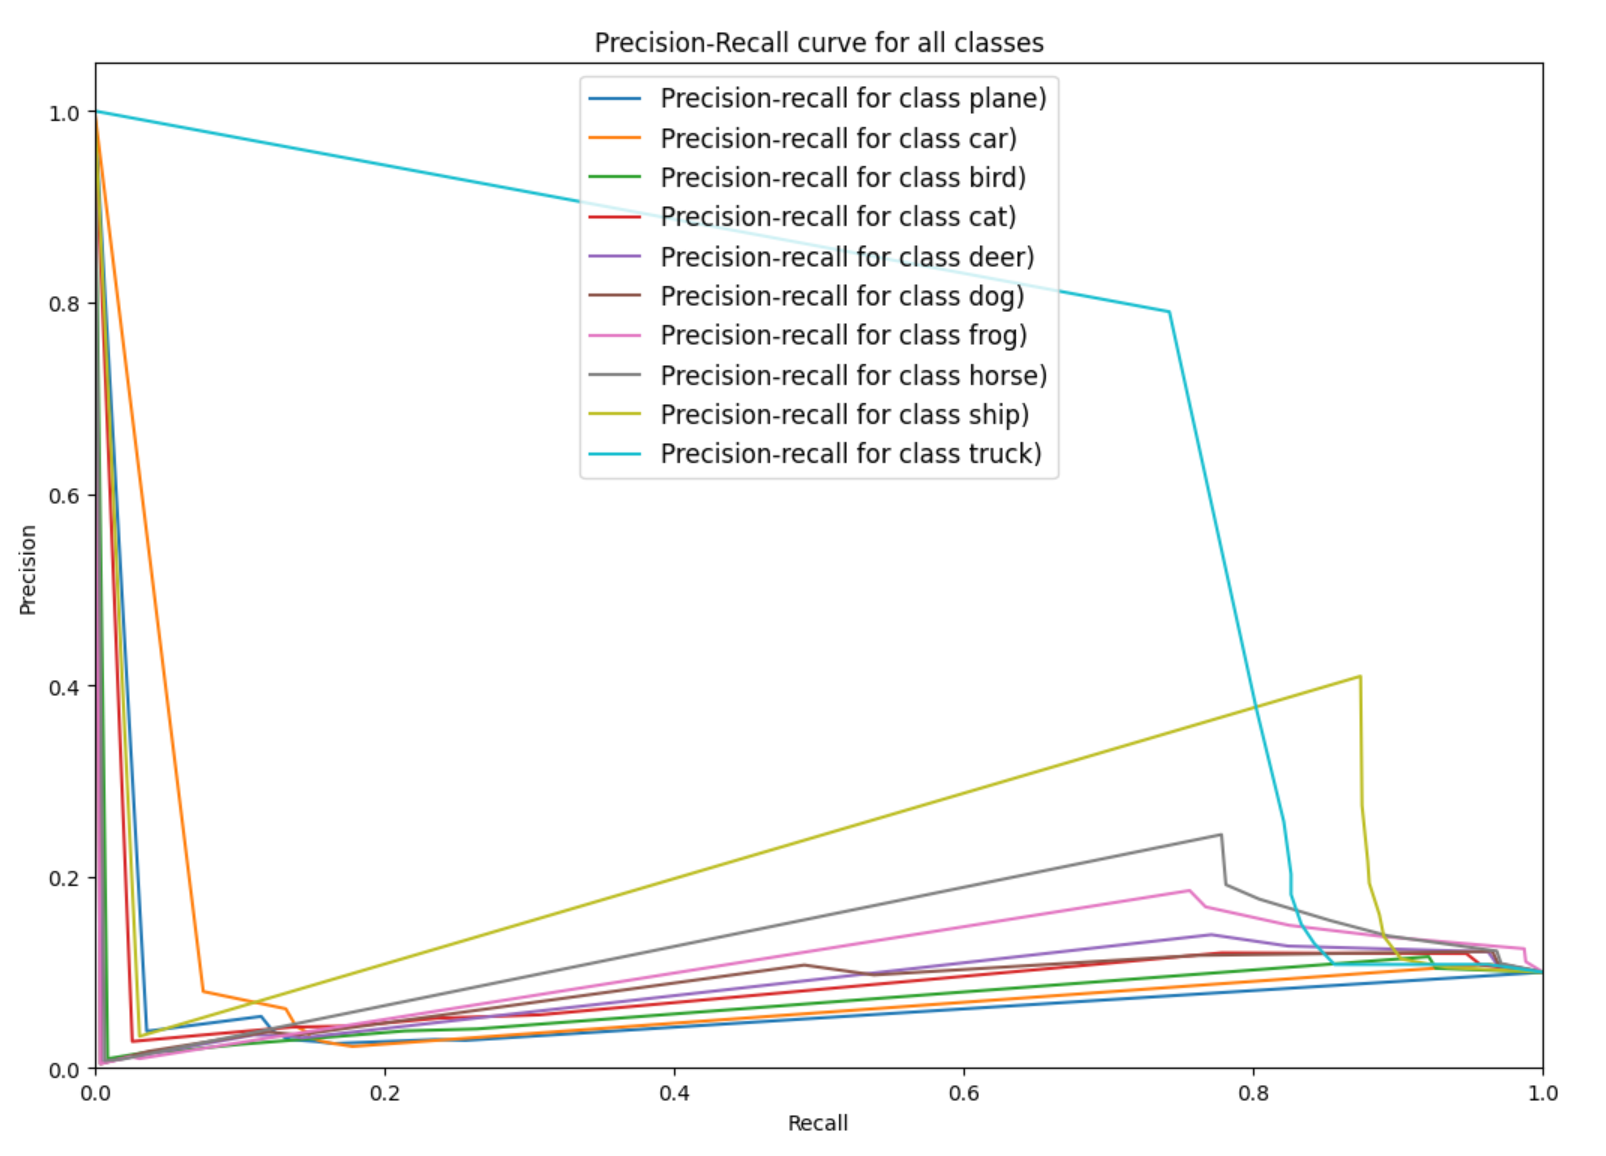 Precision-Recall curve for all classes
Precision-recall for class plane)
Precision-recall for class car)
Precision-recall for class bird)
Precision-recall for class cat)
Precision-recall for class deer)
Precision-recall for class dog)
Precision-recall for class frog)
Precision-recall for class horse)
Precision-recall for class ship)
Precision-recall for class truck)
Precision
1.0
0.8
0.6
0.4
0.2
0.0
0.0 0.2 0.4 0.6 0.8 1.0
Recall